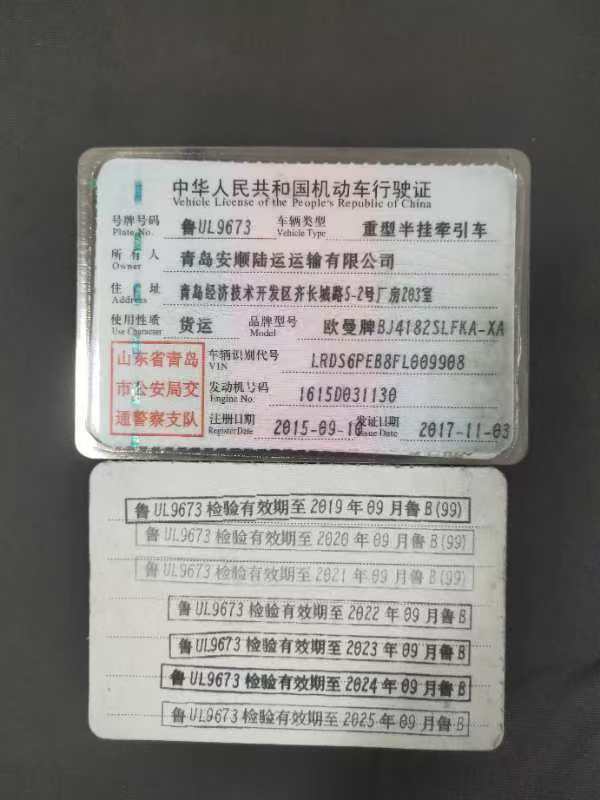 中华人民共和国机动车行驶证
Vehicle License of the People's Republic of China
号牌号码 鲁UL9673 车辆类型 重型半挂牵引车
Plate No. Vehicle Type
所有人 青岛安顺陆运运输有限公司
Owner
住址 青岛经济技术开发区齐长城路5-2号厂房203室
Address
使用性质 货运 品牌型号 欧曼牌BJ4182SLFKA-XA
Use Character Model
山东省青岛
市公安局交
通警察支队
车辆识别代号 LRDS6PEB8FL009908
VIN
发动机号码 1615D031130
Engine No.
注册日期 2015-09-10 发证日期 2017-11-03
Register Date Issue Date
鲁UL9673检验有效期至2019年09月鲁B(99)
鲁UL9673检验有效期至2020年09月鲁B(99)
鲁UL9673检验有效期至2021年09月鲁B(99)
鲁UL9673检验有效期至2022年09月鲁B
鲁UL9673检验有效期至2023年09月鲁B
鲁UL9673检验有效期至2024年09月鲁B
鲁UL9673检验有效期至2025年09月鲁B